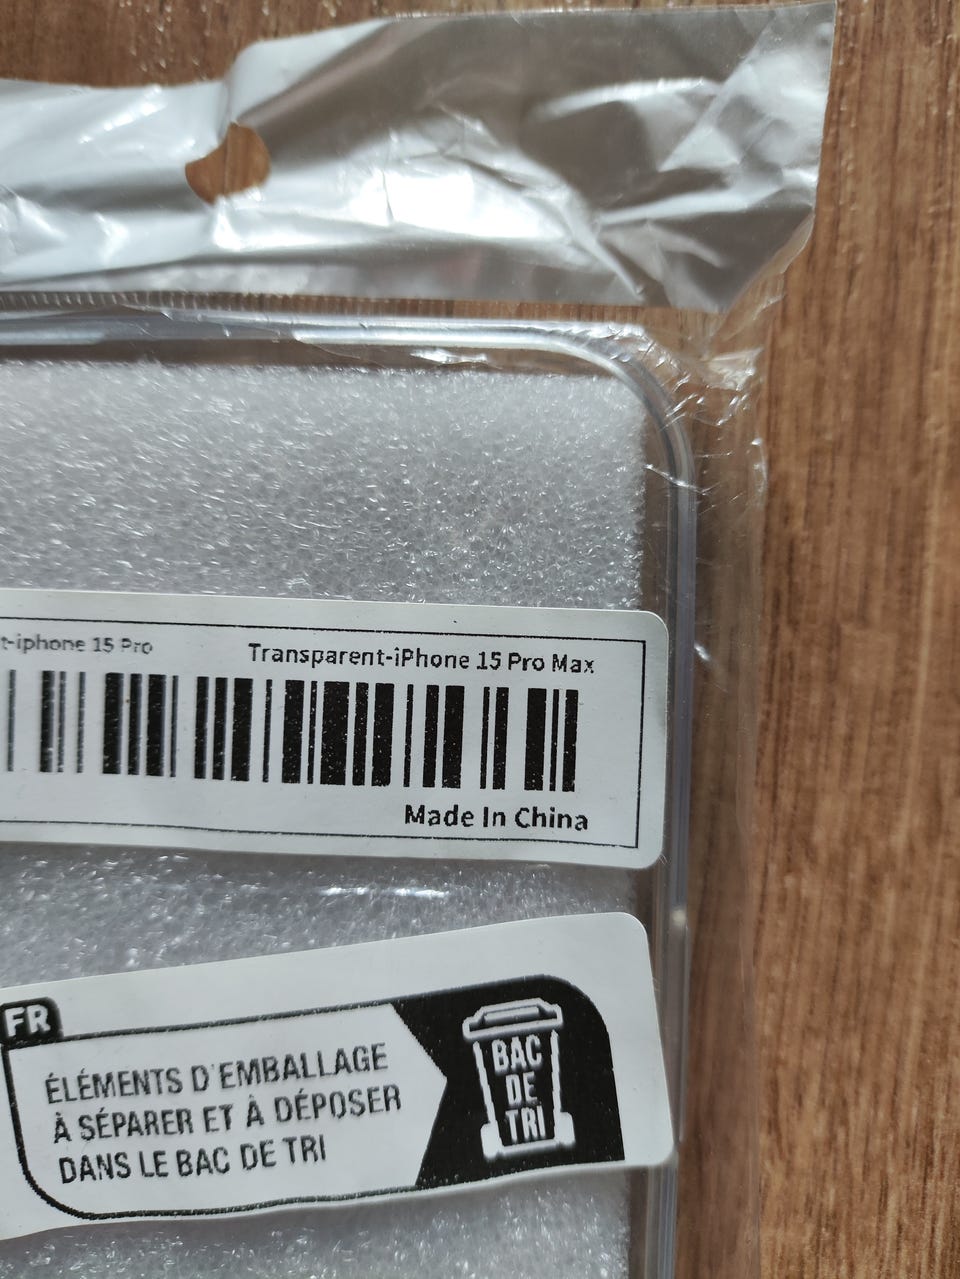 t-iphone 15 Pro
Transparent-iPhone 15 Pro Max
Made In China
FR
ÉLÉMENTS D'EMBALLAGE
À SÉPARER ET À DÉPOSER
DANS LE BAC DE TRI
BAC
DE
TRI